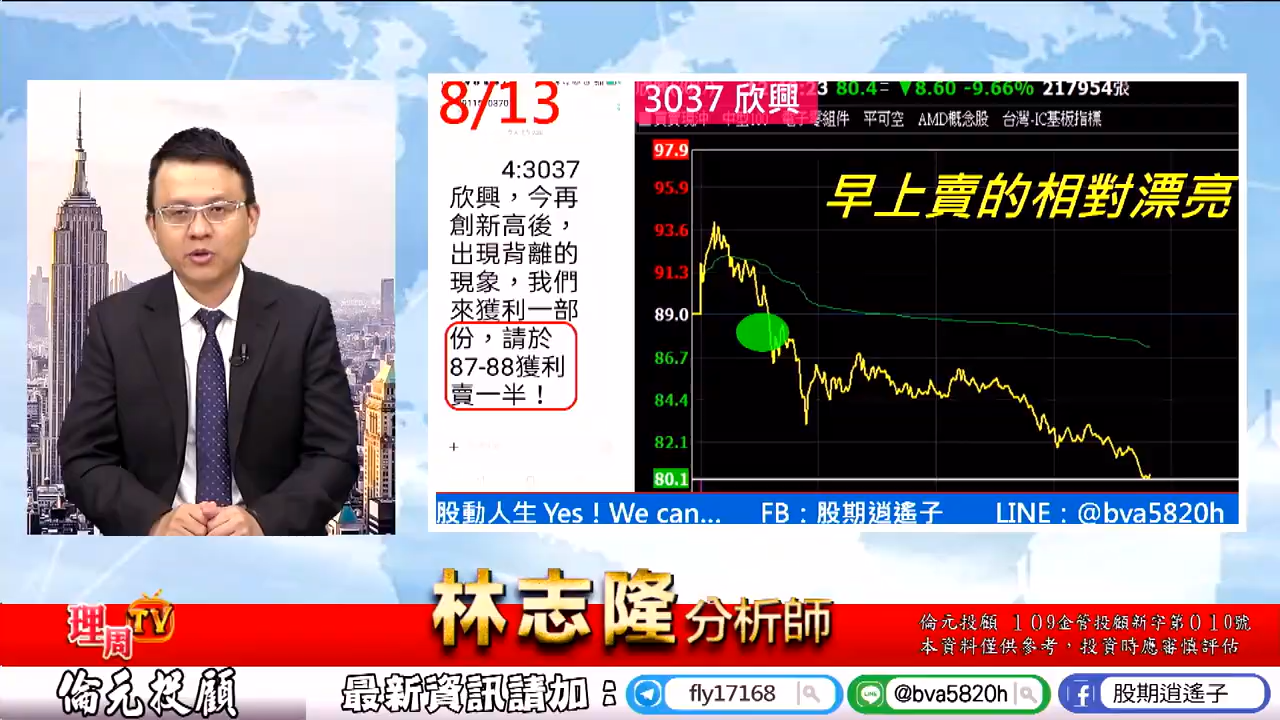 8/13
4:3037
欣興，今再
創新高後，
出現背離的
現象，我們
來獲利一部
份，請於
87-88獲利
賣一半！
+
3037 欣興
80.4 ▼8.60 -9.66% 217954張
電子零組件 平可空 AMD概念股 台灣-IC基板指標
早上賣的相對漂亮
97.9
95.9
93.6
91.3
89.0
86.7
84.4
82.1
80.1
股動人生 Yes！We can... FB：股期逍遙子 LINE：@bva5820h
理周TV
林志隆 分析師
倫元投顧 １０９金管投顧新字第０１０號
本資料僅供參考，投資時應審慎評估
倫元投顧
最新資訊請加：
fly17168
@bva5820h
股期逍遙子